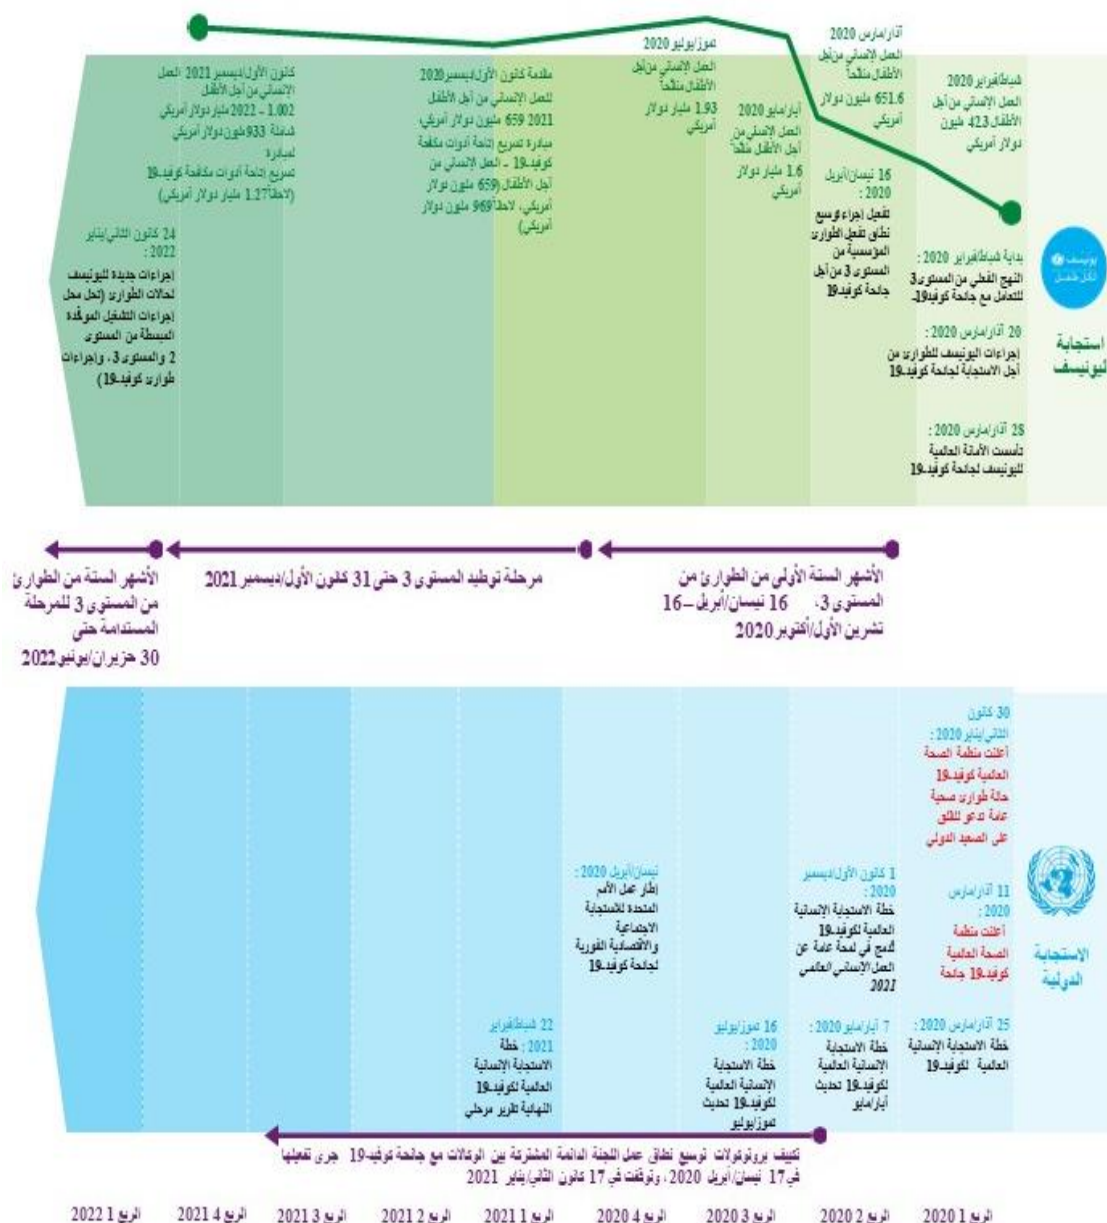 شباط/فبراير 2020
العمل الإنساني من أجل
الأطفال 42.3 مليون
دولار أمريكي
آذار/مارس 2020
العمل الإنساني من أجل
الأطفال منقّحاً
651.6 مليون دولار
أمريكي
أيار/مايو 2020
العمل الإنساني من
أجل الأطفال منقّحاً
1.6 مليار دولار
أمريكي
تموز/يوليو 2020
العمل الإنساني من أجل
الأطفال منقّحاً
1.93 مليار دولار
أمريكي
مقدمة كانون الأول/ديسمبر 2020
للعمل الإنساني من أجل الأطفال
2021 659 مليون دولار أمريكي،
مبادرة تسريع إتاحة أدوات مكافحة
كوفيد-19 - العمل الإنساني من
أجل الأطفال (659 مليون دولار
أمريكي، لاحقاً 969 مليون دولار
أمريكي)
كانون الأول/ديسمبر 2021 العمل
الإنساني من أجل الأطفال
2022 - 1.002 مليار دولار أمريكي
شاملة 933 مليون دولار أمريكي
لمبادرة
تسريع إتاحة أدوات مكافحة كوفيد-19
(لاحقاً 1.27 مليار دولار أمريكي)
يونيسف
لكل طفل
استجابة
اليونيسف
بداية شباط/فبراير 2020 :
النهج الفعلي من المستوى 3
للتعامل مع جائحة كوفيد-19
20 آذار/مارس 2020 :
إجراءات اليونيسف للطوارئ من
أجل الاستجابة لجائحة كوفيد-19
28 آذار/مارس 2020 :
تأسست الأمانة العالمية
لليونيسف لجائحة كوفيد-19
16 نيسان/أبريل
2020 :
تفعيل إجراء توسيع
نطاق تفعيل الطوارئ
المؤسسية من
المستوى 3 من أجل
جائحة كوفيد-19
24 كانون الثاني/يناير
2022 :
إجراءات جديدة لليونيسف
لحالات الطوارئ (تحل محل
إجراءات التشغيل الموحّدة
المبسطة من المستوى
2 والمستوى 3، وإجراءات
طوارئ كوفيد-19)
الأشهر الستة الأولى من الطوارئ من
المستوى 3، 16 نيسان/أبريل – 16
تشرين الأول/أكتوبر 2020
مرحلة توطيد المستوى 3 حتى 31 كانون الأول/ديسمبر 2021
الأشهر الستة من الطوارئ
من المستوى 3 للمرحلة
المستدامة حتى
30 حزيران/يونيو 2022
الاستجابة
الدولية
30 كانون
الثاني/يناير 2020 :
أعلنت منظمة الصحة
العالمية كوفيد-19
حالة طوارئ صحية
عامة تدعو للقلق
على الصعيد الدولي
11 آذار/مارس
2020 :
أعلنت منظمة
الصحة العالمية
كوفيد-19 جائحة
25 آذار/مارس 2020 :
خطة الاستجابة الإنسانية
العالمية لكوفيد-19
1 كانون الأول/ديسمبر
2020 :
خطة الاستجابة الإنسانية
العالمية لكوفيد-19
تُدمج في لمحة عامة عن
العمل الإنساني العالمي
2021
7 أيار/مايو 2020 :
خطة الاستجابة
الإنسانية العالمية
لكوفيد-19 تحديث
أيار/مايو
16 تموز/يوليو
2020 :
خطة الاستجابة
الإنسانية العالمية
لكوفيد-19 تحديث
تموز/يوليو
نيسان/أبريل 2020 :
إطار عمل الأمم
المتحدة للاستجابة
الاجتماعية
والاقتصادية الفورية
لجائحة كوفيد-19
22 شباط/فبراير
2021 : خطة
الاستجابة الإنسانية
العالمية لكوفيد-19
النهائية تقرير مرحلي
تكييف بروتوكولات توسيع نطاق عمل اللجنة الدائمة المشتركة بين الوكالات مع جائحة كوفيد-19 جرى تفعيلها
في 17 نيسان/أبريل 2020، وتوقفت في 17 كانون الثاني/يناير 2021
الربع 1 2020
الربع 2 2020
الربع 3 2020
الربع 4 2020
الربع 1 2021
الربع 2 2021
الربع 3 2021
الربع 4 2021
الربع 1 2022